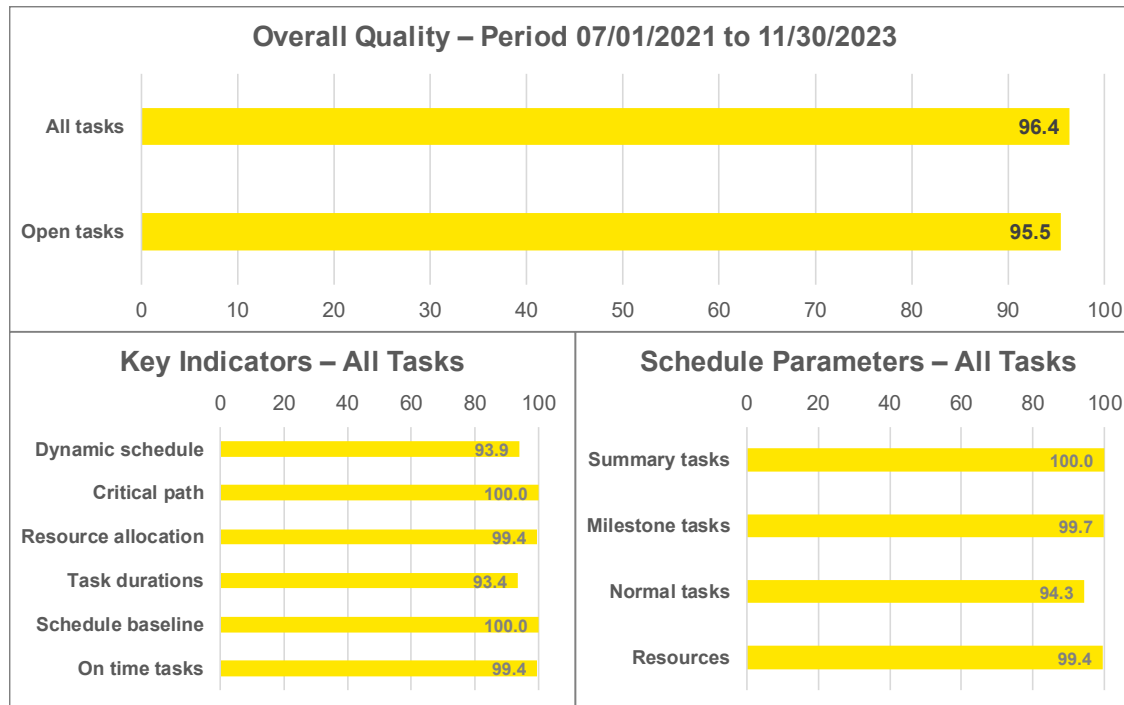 Overall Quality – Period 07/01/2021 to 11/30/2023
All tasks
96.4
Open tasks
95.5
0 10 20 30 40 50 60 70 80 90 100
Key Indicators – All Tasks
0 20 40 60 80 100
Dynamic schedule
93.9
Critical path
100.0
Resource allocation
99.4
Task durations
93.4
Schedule baseline
100.0
On time tasks
99.4
Schedule Parameters – All Tasks
0 20 40 60 80 100
Summary tasks
100.0
Milestone tasks
99.7
Normal tasks
94.3
Resources
99.4